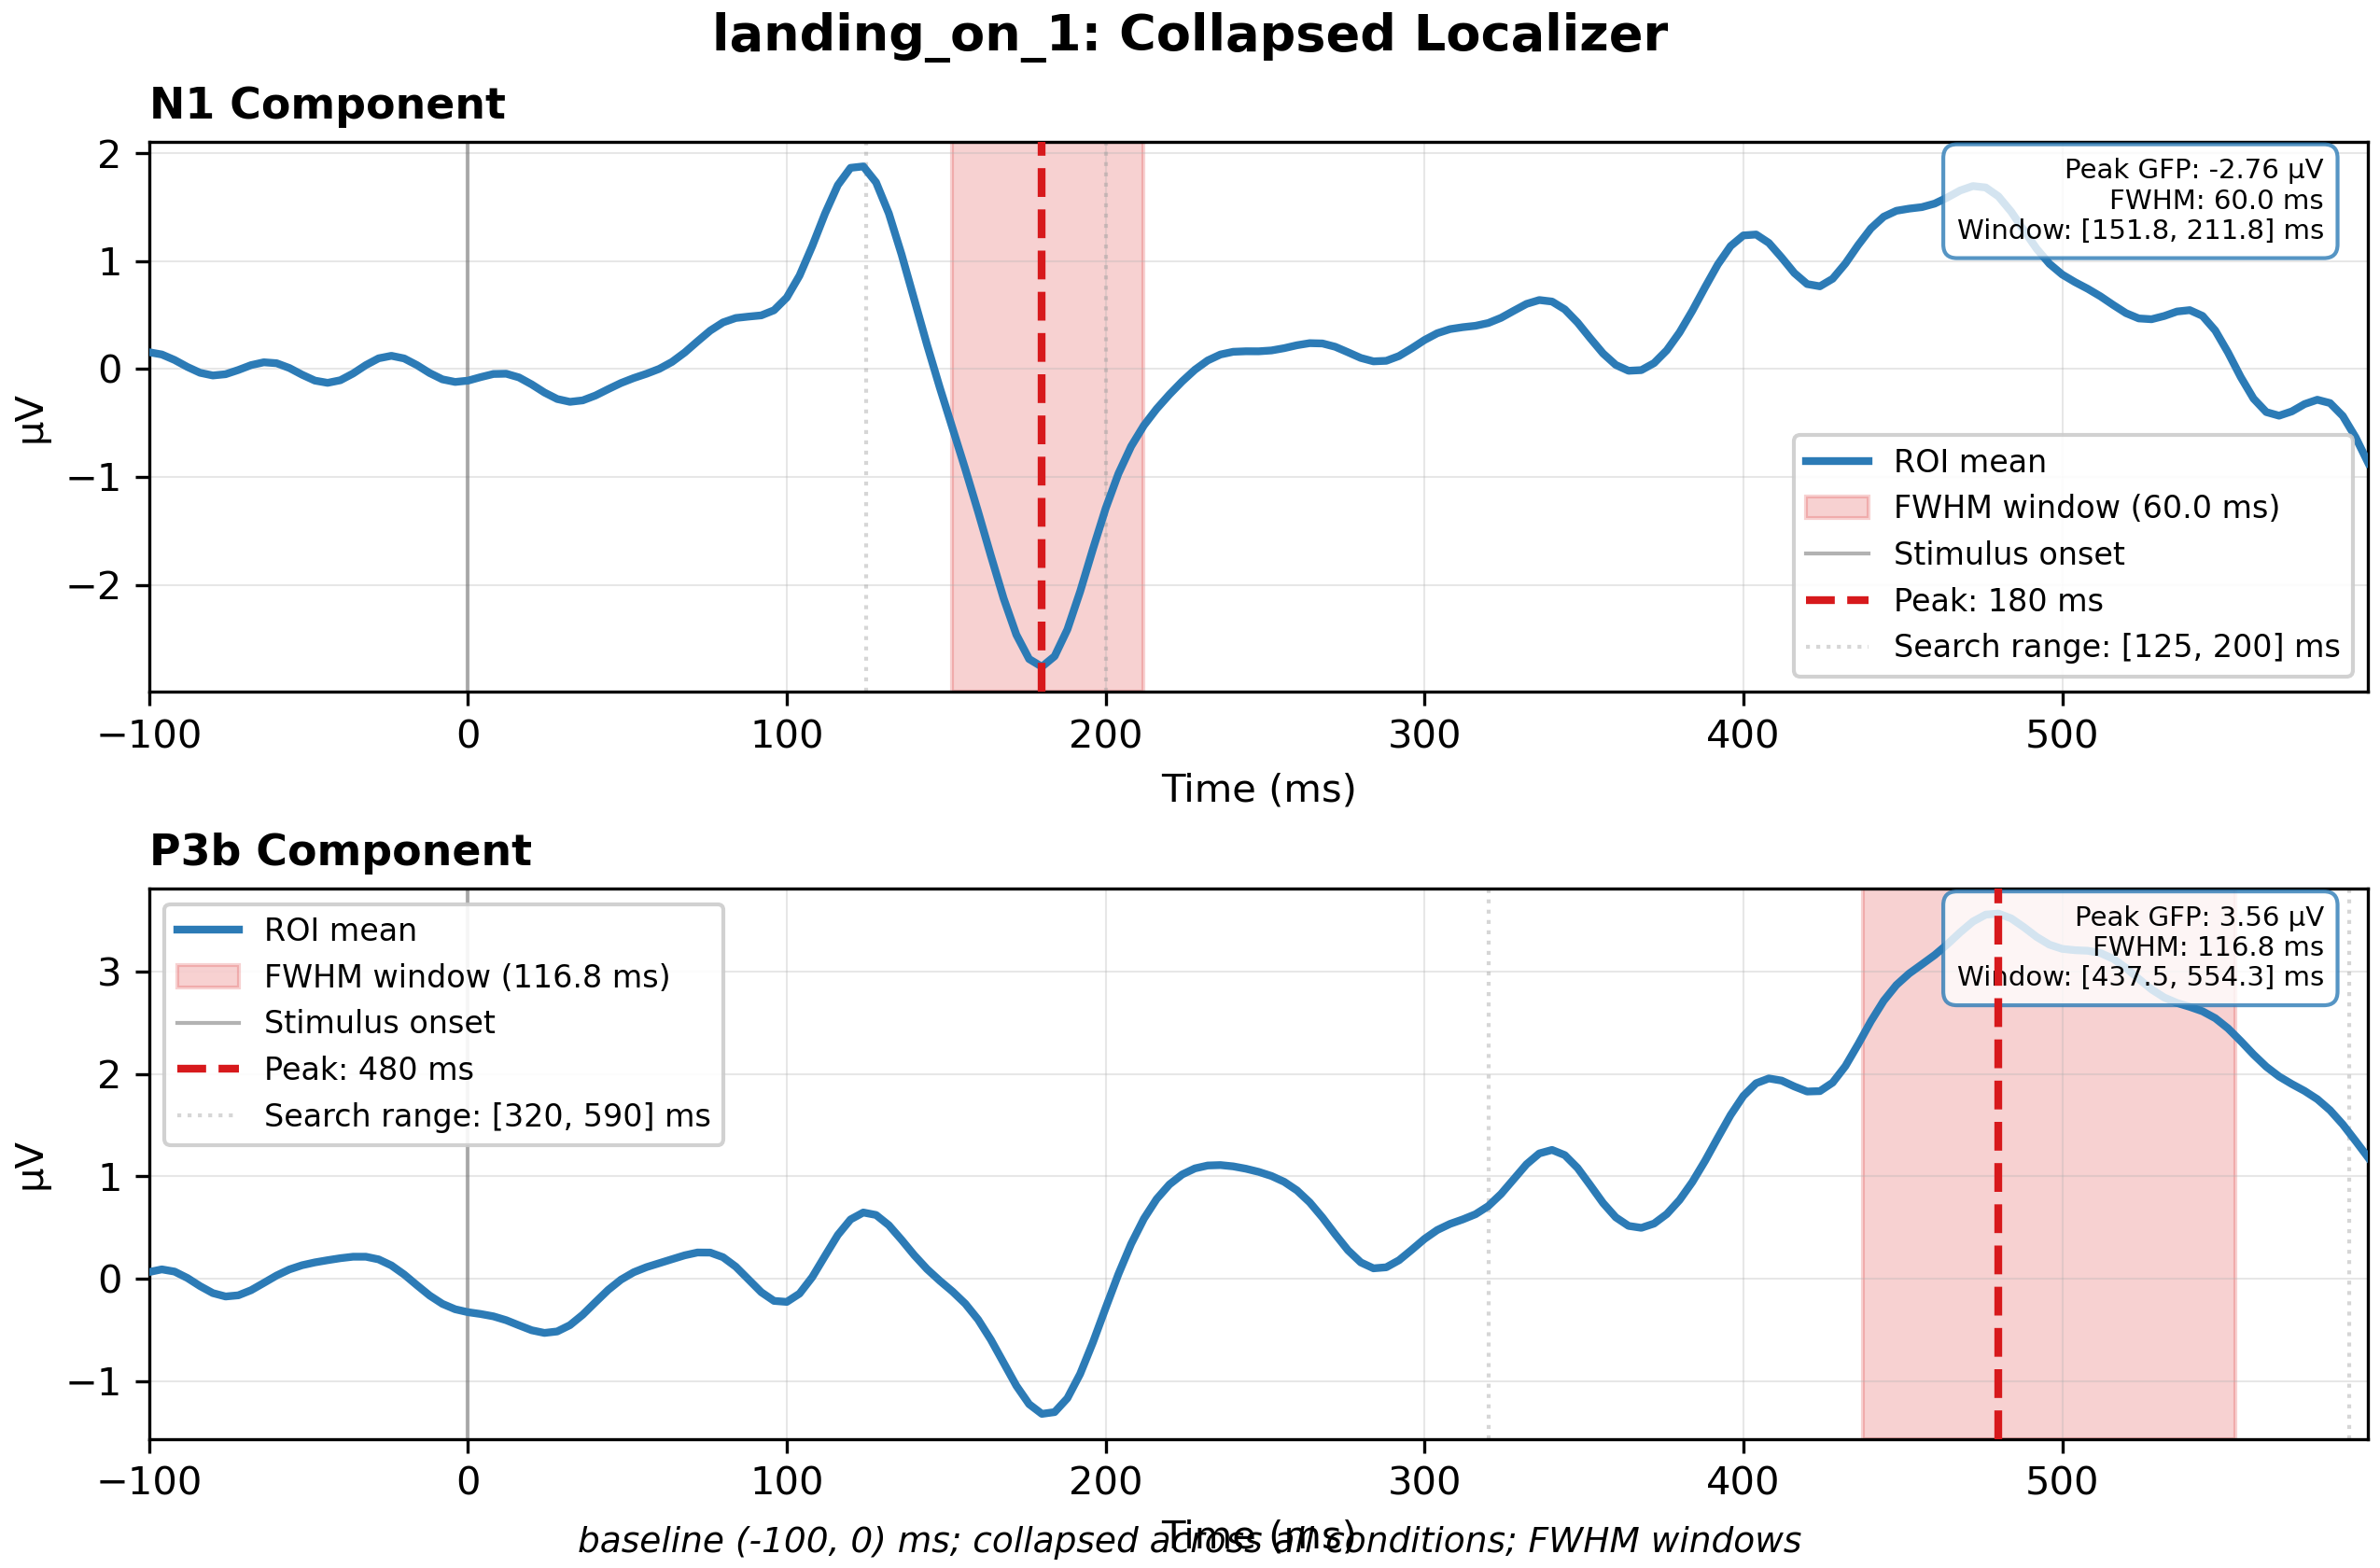 landing_on_1: Collapsed Localizer
N1 Component
Peak GFP: -2.76 µV
FWHM: 60.0 ms
Window: [151.8, 211.8] ms
2
1
0
−1
−2
µV
ROI mean
FWHM window (60.0 ms)
Stimulus onset
Peak: 180 ms
Search range: [125, 200] ms
−100 0 100 200 300 400 500
Time (ms)
P3b Component
ROI mean
FWHM window (116.8 ms)
Stimulus onset
Peak: 480 ms
Search range: [320, 590] ms
Peak GFP: 3.56 µV
FWHM: 116.8 ms
Window: [437.5, 554.3] ms
3
2
1
0
−1
µV
−100 0 100 200 300 400 500
Time (ms)
baseline (-100, 0) ms; collapsed across all conditions; FWHM windows